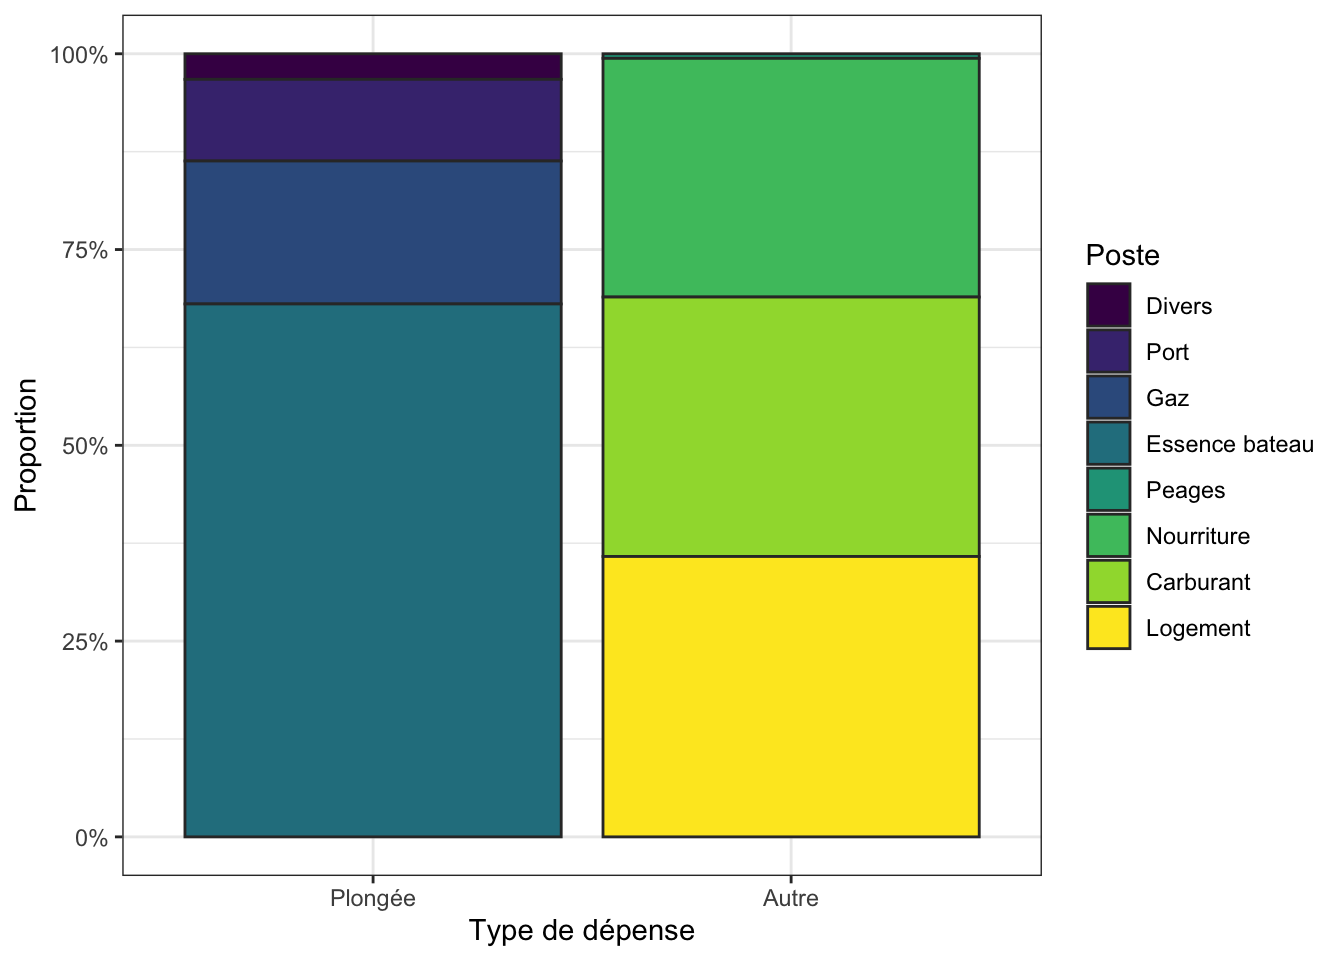 100%
75%
50%
25%
0%
Proportion
Plongée
Autre
Type de dépense
Poste
Divers
Port
Gaz
Essence bateau
Peages
Nourriture
Carburant
Logement